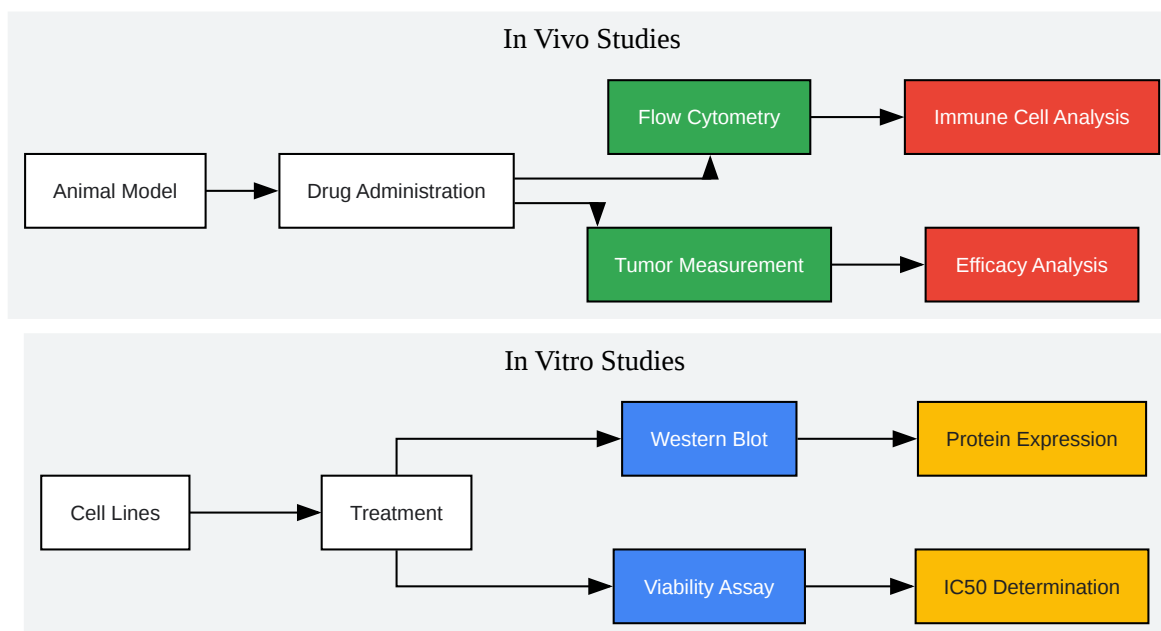 In Vivo Studies
Flow Cytometry
Immune Cell Analysis
Animal Model
Drug Administration
Tumor Measurement
Efficacy Analysis
In Vitro Studies
Western Blot
Protein Expression
Cell Lines
Treatment
Viability Assay
IC50 Determination